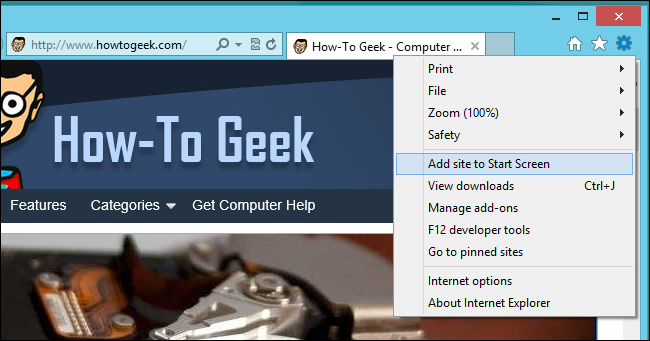 http://www.howtogeek.com/
How-To Geek - Computer ...
Print
File
Zoom (100%)
Safety
Add site to Start Screen
View downloads Ctrl+J
Manage add-ons
F12 developer tools
Go to pinned sites
Internet options
About Internet Explorer
How-To Geek
Features Categories Get Computer Help